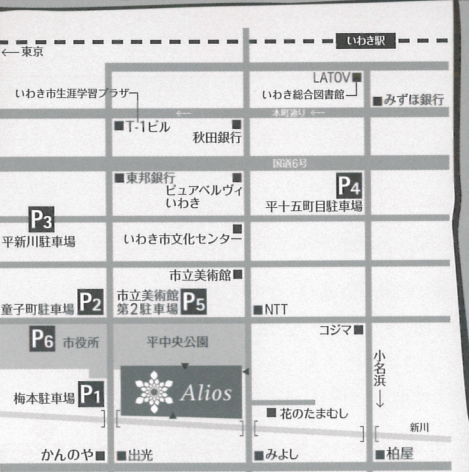 いわき駅
←東京
LATOV
いわき総合図書館
いわき市生涯学習プラザ
みずほ銀行
← 本町通り ←
T-1ビル
秋田銀行
国道6号
東邦銀行
ピュアベルヴィ
いわき
P4
平十五町目駐車場
P3
平新川駐車場
いわき市文化センター
市立美術館
童子町駐車場 P2
市立美術館
第2駐車場 P5
NTT
コジマ
P6 市役所
平中央公園
小名浜→
梅本駐車場 P1
Alios
花のたまむし
新川
かんのや
出光
みよし
柏屋